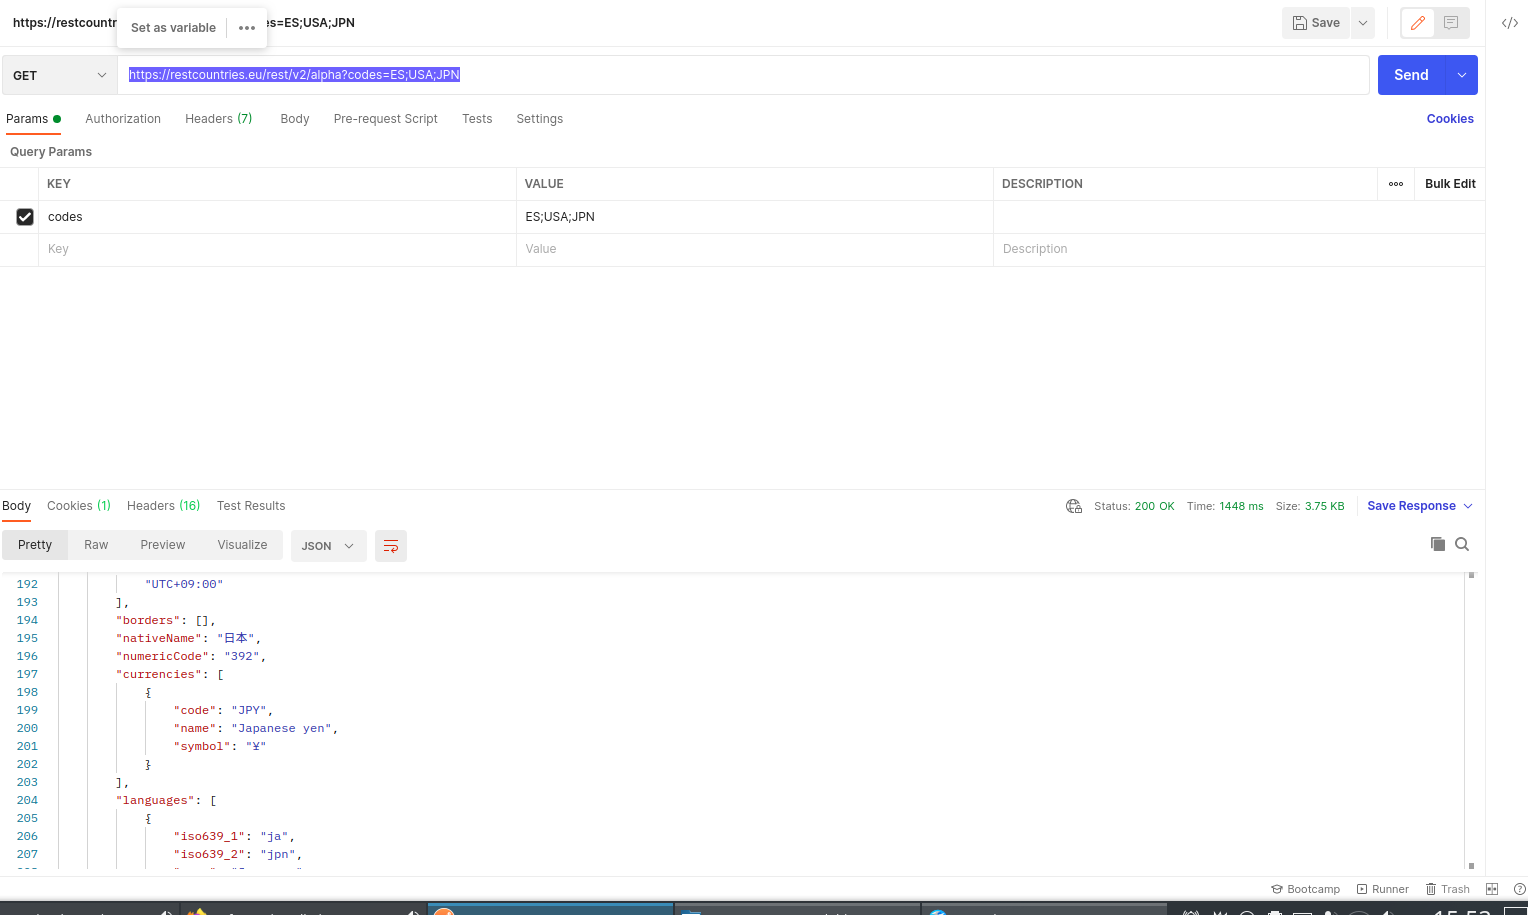 https://restcountr
es=ES;USA;JPN
Set as variable
Save
GET
https://restcountries.eu/rest/v2/alpha?codes=ES;USA;JPN
Send
Params Authorization Headers (7) Body Pre-request Script Tests Settings Cookies
Query Params
KEY VALUE DESCRIPTION Bulk Edit
codes ES;USA;JPN
Key Value Description
Body Cookies (1) Headers (16) Test Results Status: 200 OK Time: 1448 ms Size: 3.75 KB Save Response
Pretty Raw Preview Visualize JSON
192 "UTC+09:00"
193 ],
194 "borders": [],
195 "nativeName": "日本",
196 "numericCode": "392",
197 "currencies": [
198 {
199 "code": "JPY",
200 "name": "Japanese yen",
201 "symbol": "¥"
202 }
203 ],
204 "languages": [
205 {
206 "iso639_1": "ja",
207 "iso639_2": "jpn",
Bootcamp Runner Trash